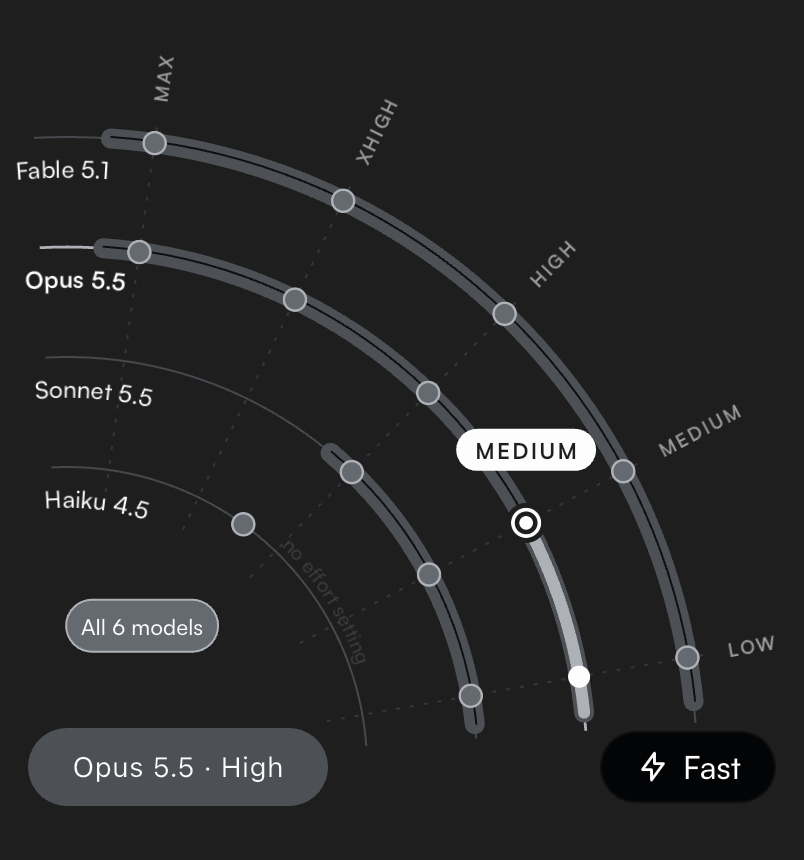 MAX
XHIGH
Fable 5.1
HIGH
Opus 5.5
Sonnet 5.5
MEDIUM
MEDIUM
Haiku 4.5
no effort setting
All 6 models
LOW
Opus 5.5 · High
Fast